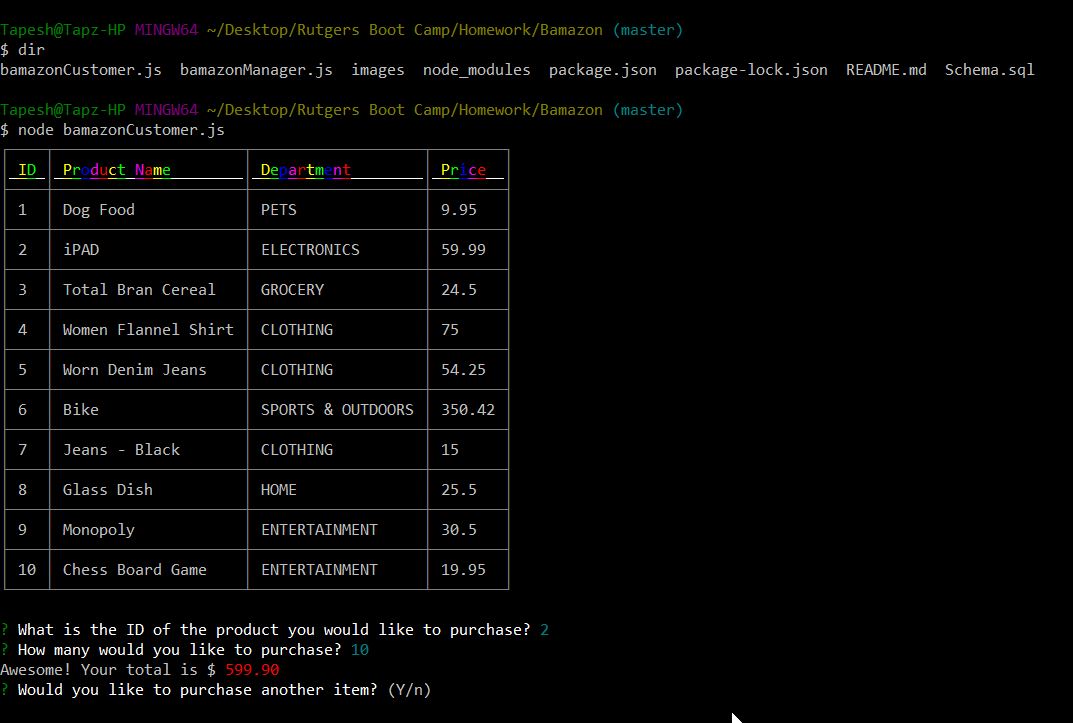 Tapesh@Tapz-HP MINGW64 ~/Desktop/Rutgers Boot Camp/Homework/Bamazon (master)
$ dir
bamazonCustomer.js  bamazonManager.js  images  node_modules  package.json  package-lock.json  README.md  Schema.sql
Tapesh@Tapz-HP MINGW64 ~/Desktop/Rutgers Boot Camp/Homework/Bamazon (master)
$ node bamazonCustomer.js
ID Product Name Department Price
1 Dog Food PETS 9.95
2 iPAD ELECTRONICS 59.99
3 Total Bran Cereal GROCERY 24.5
4 Women Flannel Shirt CLOTHING 75
5 Worn Denim Jeans CLOTHING 54.25
6 Bike SPORTS & OUTDOORS 350.42
7 Jeans - Black CLOTHING 15
8 Glass Dish HOME 25.5
9 Monopoly ENTERTAINMENT 30.5
10 Chess Board Game ENTERTAINMENT 19.95
? What is the ID of the product you would like to purchase? 2
? How many would you like to purchase? 10
Awesome! Your total is $ 599.90
? Would you like to purchase another item? (Y/n)